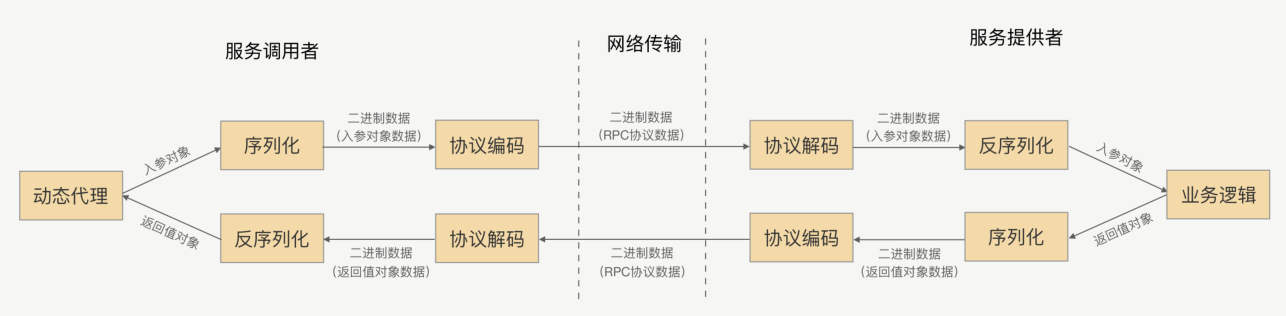 服务调用者
网络传输
服务提供者
二进制数据
(入参对象数据)
二进制数据
(RPC协议数据)
二进制数据
(入参对象数据)
序列化
协议编码
协议解码
反序列化
入参对象
入参对象
动态代理
业务逻辑
返回值对象
返回值对象
反序列化
协议解码
协议编码
序列化
二进制数据
(返回值对象数据)
二进制数据
(RPC协议数据)
二进制数据
(返回值对象数据)